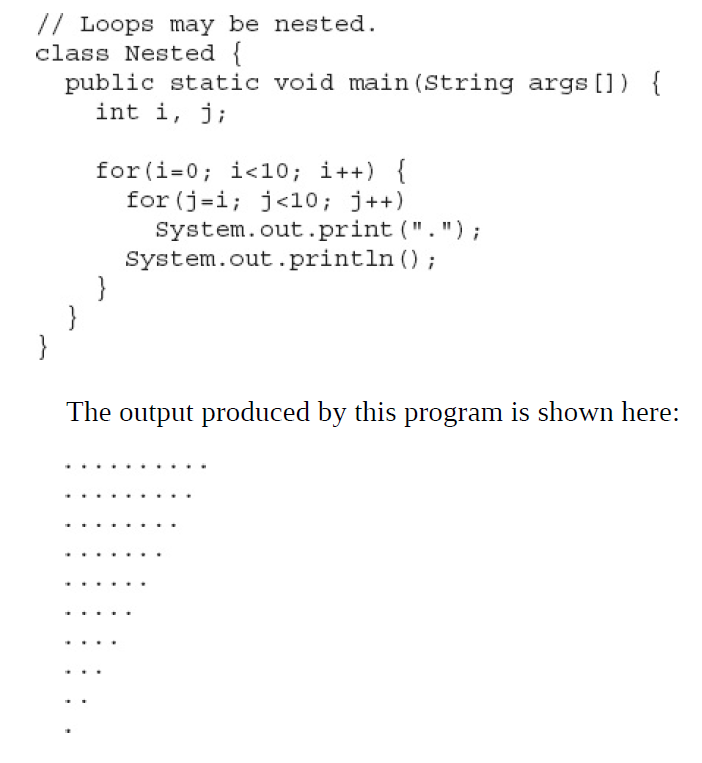 // Loops may be nested.
class Nested {
  public static void main(String args[]) {
    int i, j;

    for(i=0; i<10; i++) {
      for(j=i; j<10; j++)
        System.out.print(".");
      System.out.println();
    }
  }
}
The output produced by this program is shown here:
..........
.........
........
.......
......
.....
....
...
..
.